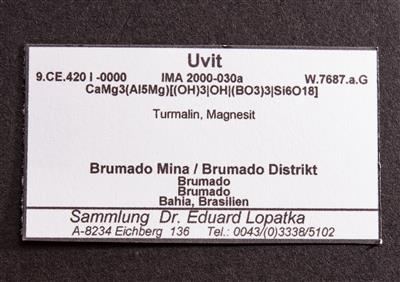 Uvit
9.CE.420 I -0000 IMA 2000-030a W.7687.a.G
CaMg3(Al5Mg)[(OH)3|OH|(BO3)3|Si6O18]
Turmalin, Magnesit
Brumado Mina / Brumado Distrikt
Brumado
Brumado
Bahia, Brasilien
Sammlung Dr. Eduard Lopatka
A-8234 Eichberg 136 Tel.: 0043/(0)3338/5102